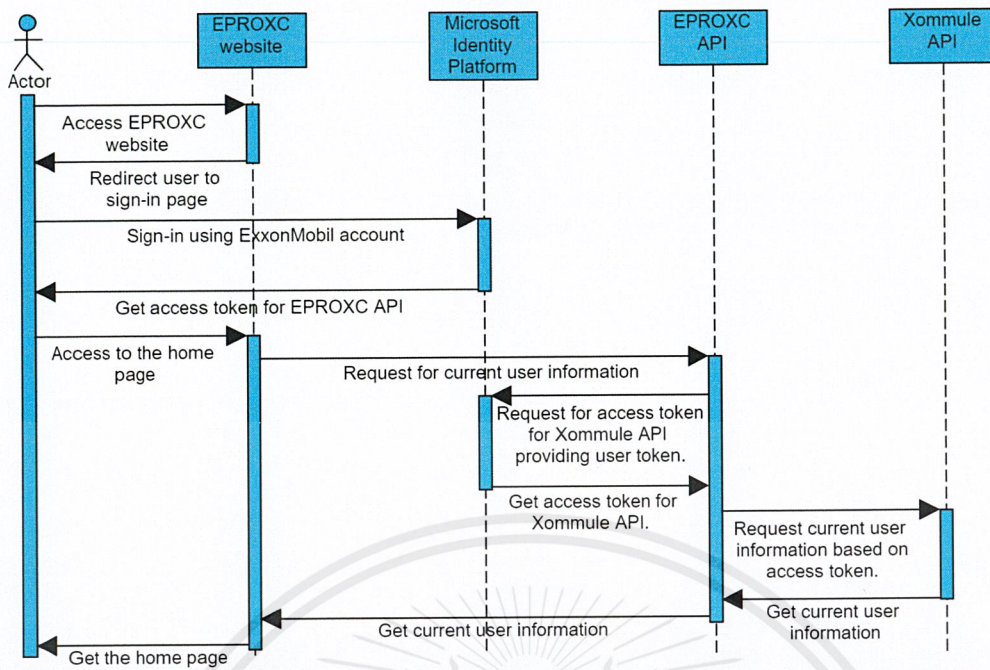 Actor
EPROXC
website
Microsoft
Identity
Platform
EPROXC
API
Xommule
API
Access EPROXC
website
Redirect user to
sign-in page
Sign-in using ExxonMobil account
Get access token for EPROXC API
Access to the home
page
Request for current user information
Request for access token
for Xommule API
providing user token.
Get access token for
Xommule API.
Request current user
information based on
access token.
Get current user
information
Get current user information
Get the home page